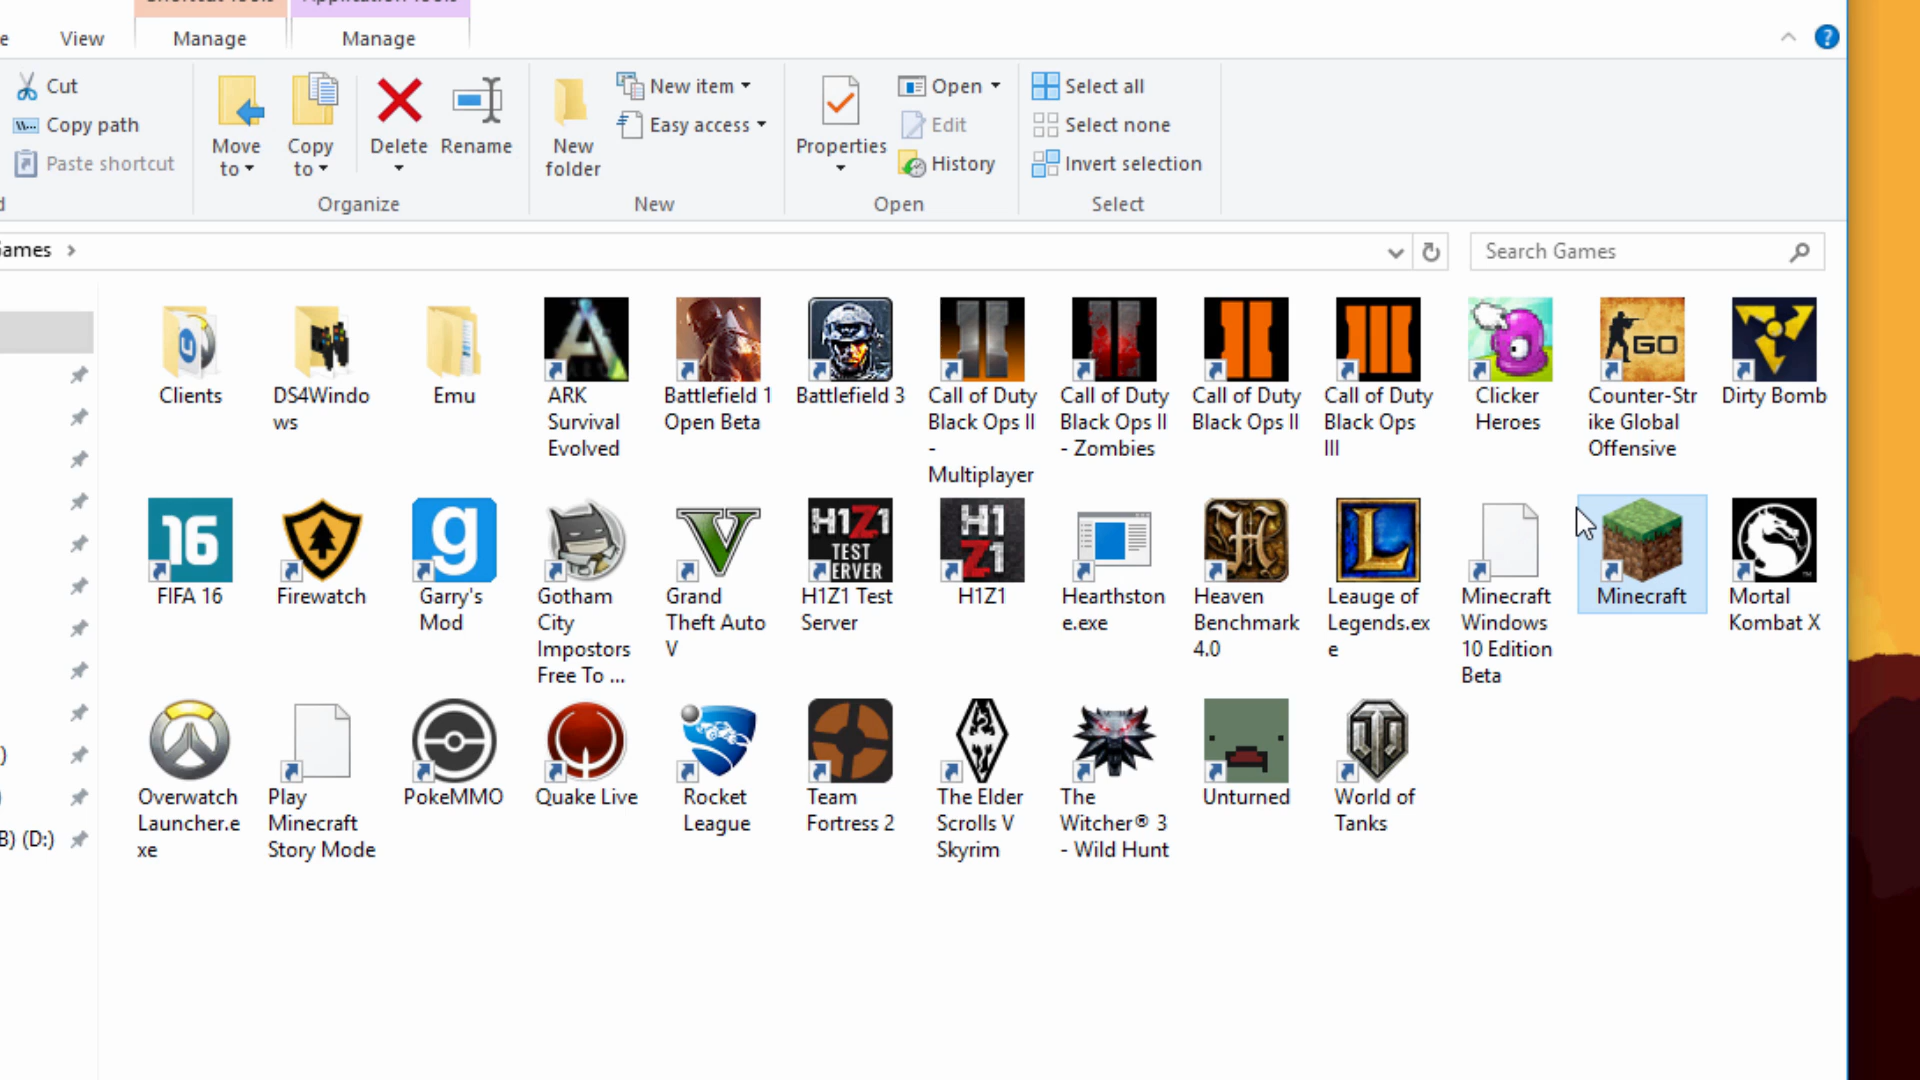 View
Manage
Manage
Cut
Copy path
Paste shortcut
Move
to
Copy
to
Delete
Rename
New
folder
New item
Easy access
Properties
Open
Edit
History
Select all
Select none
Invert selection
Organize
New
Open
Select
ames
Search Games
Clients
DS4Windo
ws
Emu
ARK
Survival
Evolved
Battlefield 1
Open Beta
Battlefield 3
Call of Duty
Black Ops II
-
Multiplayer
Call of Duty
Black Ops II
- Zombies
Call of Duty
Black Ops II
Call of Duty
Black Ops
III
Clicker
Heroes
GO
Counter-Str
ike Global
Offensive
Dirty Bomb
16
FIFA 16
Firewatch
g
Garry's
Mod
Gotham
City
Impostors
Free To ...
V
Grand
Theft Auto
V
H1Z1
TEST
SERVER
H1Z1 Test
Server
H1
Z1
H1Z1
Hearthston
e.exe
H
Heaven
Benchmark
4.0
L
Leauge of
Legends.ex
e
Minecraft
Windows
10 Edition
Beta
Minecraft
Mortal
Kombat X
Overwatch
Launcher.e
xe
Play
Minecraft
Story Mode
PokeMMO
Quake Live
Rocket
League
Team
Fortress 2
The Elder
Scrolls V
Skyrim
The
Witcher® 3
- Wild Hunt
Unturned
World of
Tanks
B) (D:)